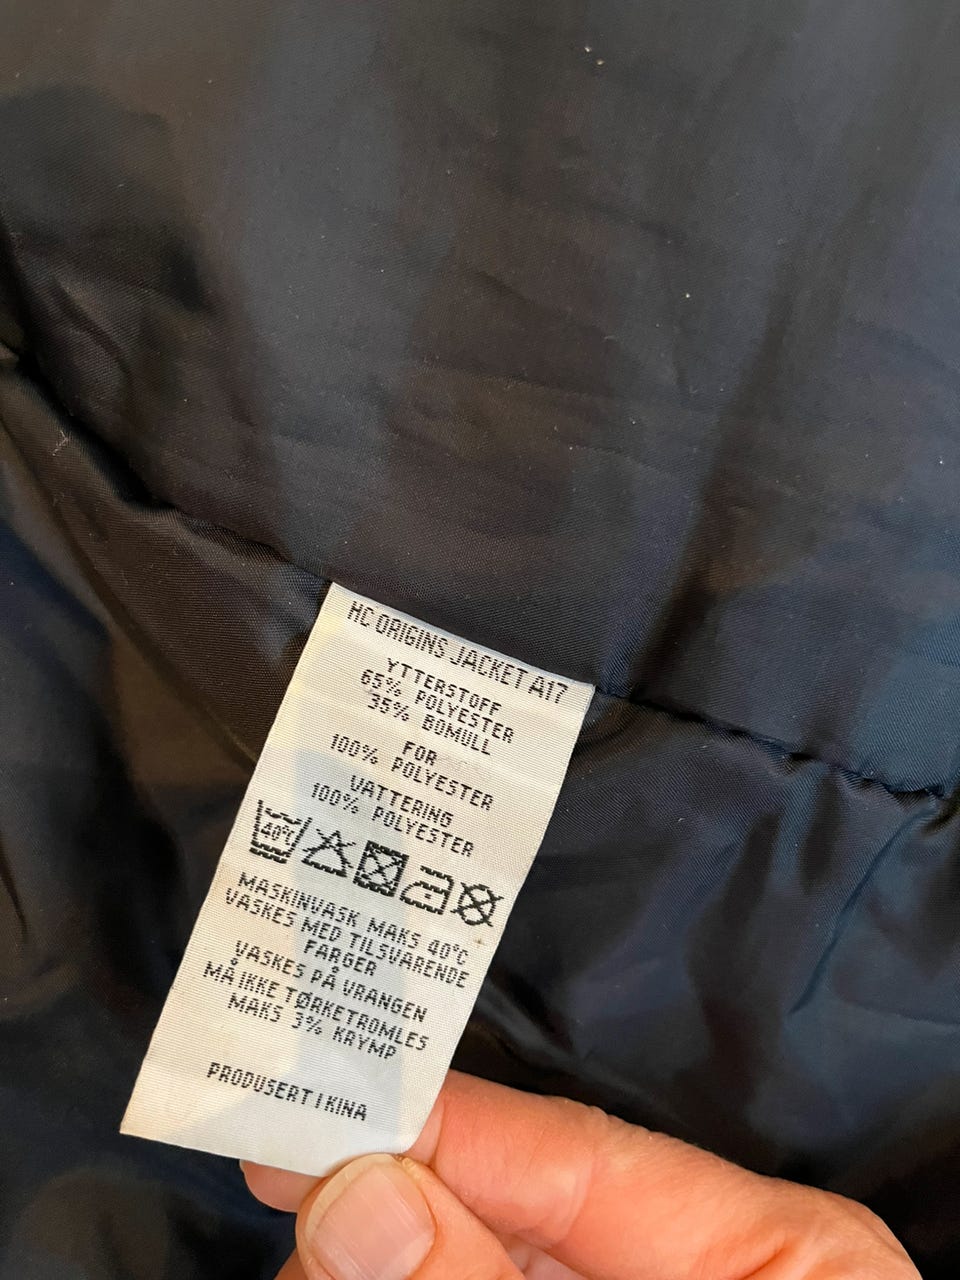 HC ORIGINS JACKET A17
YTTERSTOFF
65% POLYESTER
35% BOMULL
FOR
100% POLYESTER
VATTERING
100% POLYESTER
40°C
MASKINVASK MAKS 40°C
VASKES MED TILSVARENDE
FARGER
VASKES PÅ VRANGEN
MÅ IKKE TØRKETROMLES
MAKS 3% KRYMP
PRODUSERT I KINA